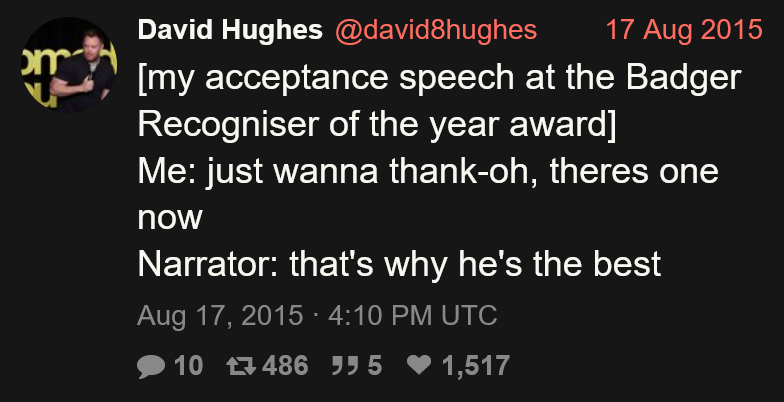 David Hughes @david8hughes 17 Aug 2015
[my acceptance speech at the Badger
Recogniser of the year award]
Me: just wanna thank-oh, theres one
now
Narrator: that's why he's the best
Aug 17, 2015 · 4:10 PM UTC
10 486 5 1,517